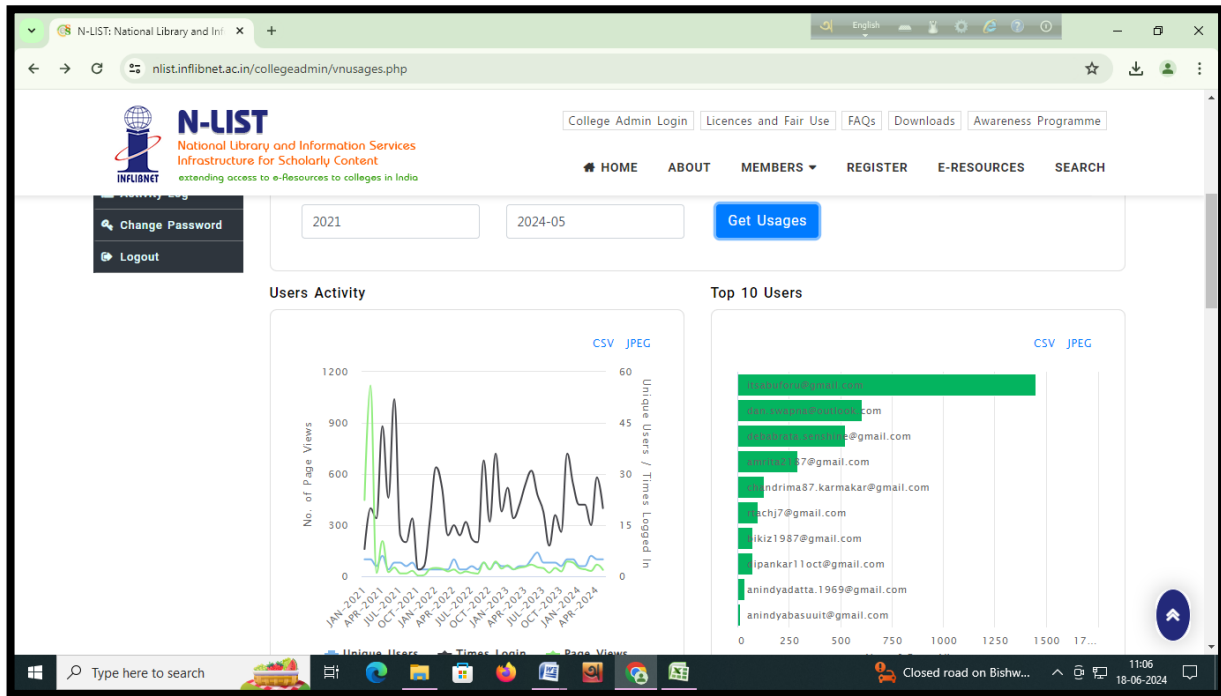 N-LIST: National Library and Inf
English
nlist.inflibnet.ac.in/collegeadmin/vnusages.php
College Admin Login Licences and Fair Use FAQs Downloads Awareness Programme
INFLIBNET
N-LIST
National Library and Information Services
Infrastructure for Scholarly Content
extending access to e-Resources to colleges in India
HOME ABOUT MEMBERS REGISTER E-RESOURCES SEARCH
Activity Log
Change Password
Logout
2021 2024-05 Get Usages
Users Activity
CSV JPEG
1200
900
600
300
0
No. of Page Views
60
45
30
15
0
Unique Users / Times Logged In
JAN-2021 APR-2021 JUL-2021 OCT-2021 JAN-2022 APR-2022 JUL-2022 OCT-2022 JAN-2023 APR-2023 JUL-2023 OCT-2023 JAN-2024 APR-2024
Unique Users Times Login Page Views
Top 10 Users
CSV JPEG
itsabuforu@gmail.com
dan.swapna@outlook.com
debabrata.senshine@gmail.com
amrita2187@gmail.com
chandrima87.karmakar@gmail.com
anindyadatta.1969@gmail.com
anindyabasuuit@gmail.com
dipankar11oct@gmail.com
0 250 500 750 1000 1250 1500 17...
Type here to search
Closed road on Bishw...
11:06
18-06-2024